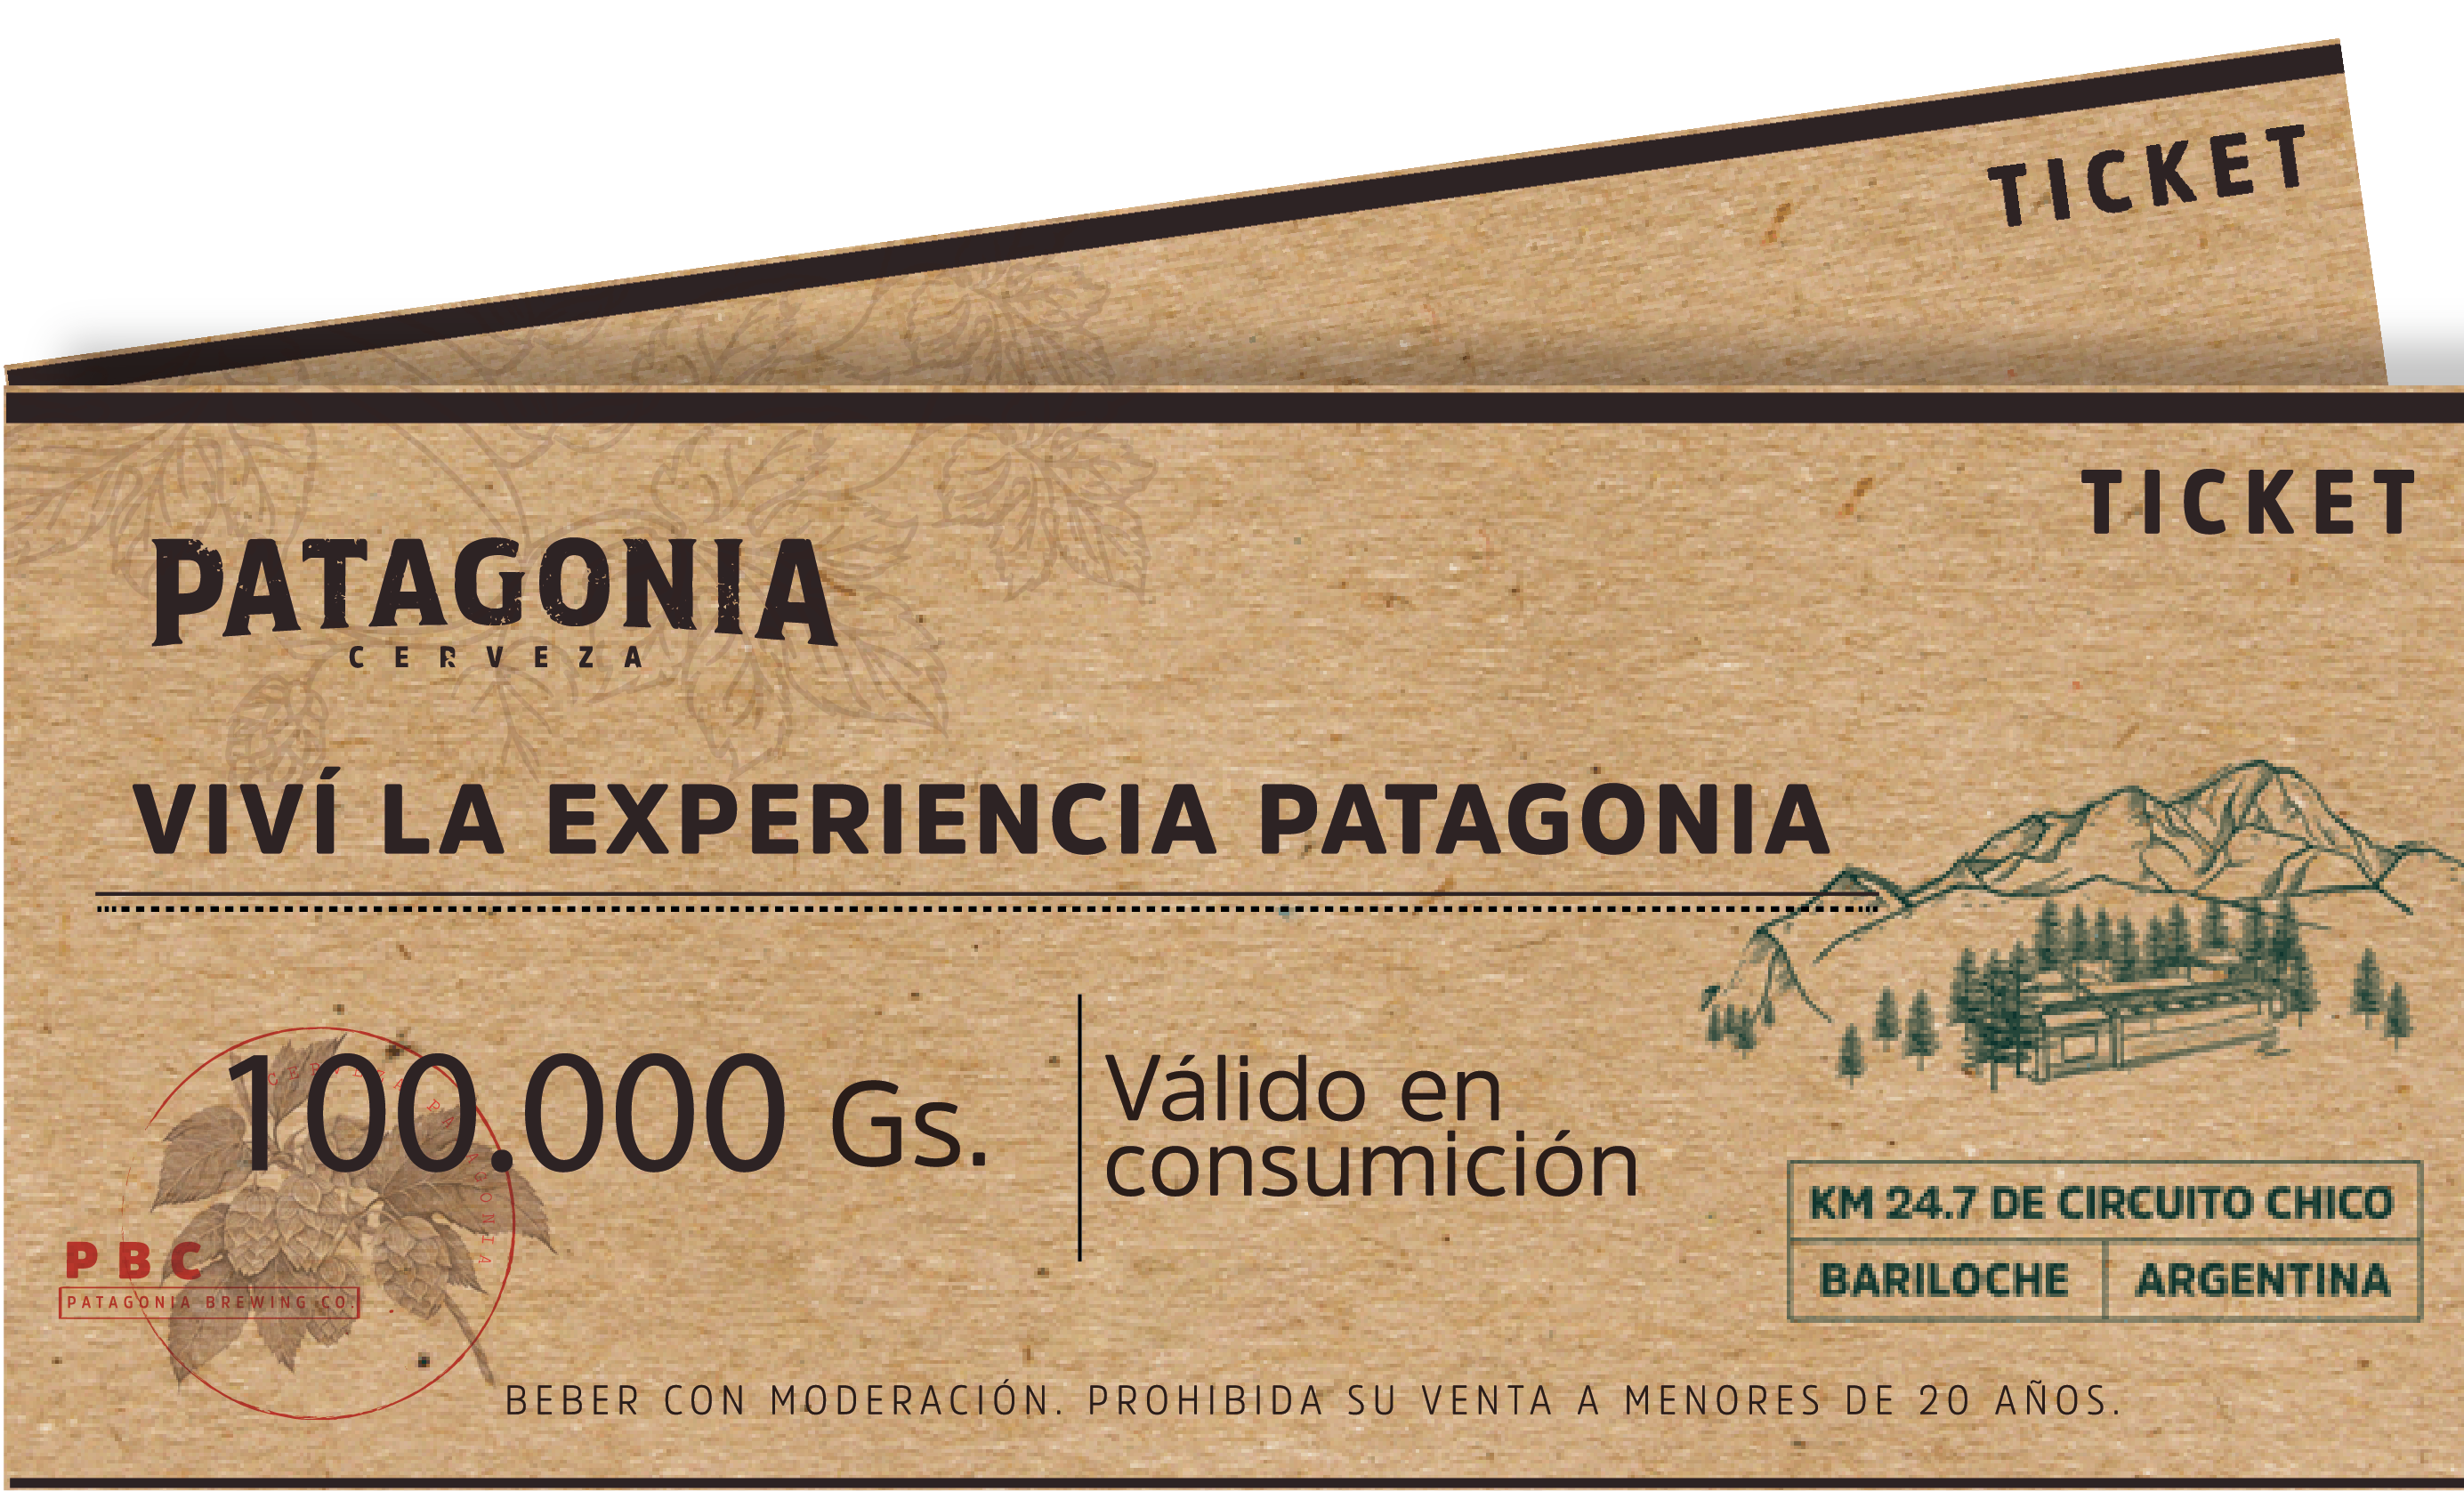 TICKET
TICKET
PATAGONIA
CERVEZA
VIVÍ LA EXPERIENCIA PATAGONIA
100.000 Gs.
Válido en
consumición
CERVEZA PATAGONIA
PBC
PATAGONIA BREWING CO.
KM 24.7 DE CIRCUITO CHICO
BARILOCHE ARGENTINA
BEBER CON MODERACIÓN. PROHIBIDA SU VENTA A MENORES DE 20 AÑOS.